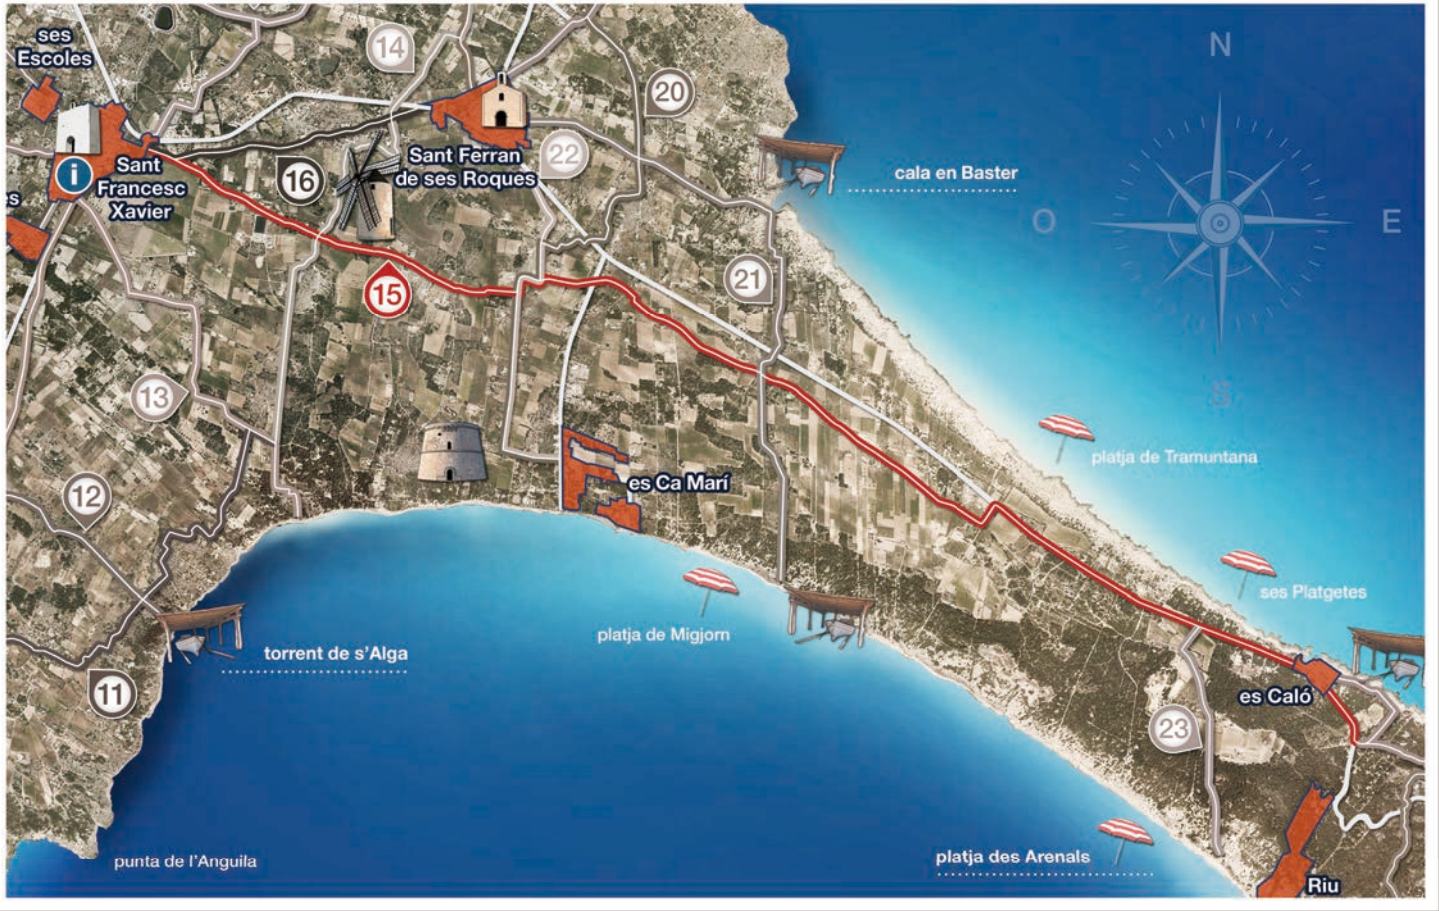 ses
Escoles
14
N
20
16
Sant Ferran
de ses Roques
22
cala en Baster
i
Sant
Francesc
Xavier
s
O
E
21
15
13
S
platja de Tramuntana
12
es Ca Marí
ses Platgetes
platja de Migjorn
torrent de s'Alga
11
es Caló
23
punta de l'Anguila
platja des Arenals
Riu